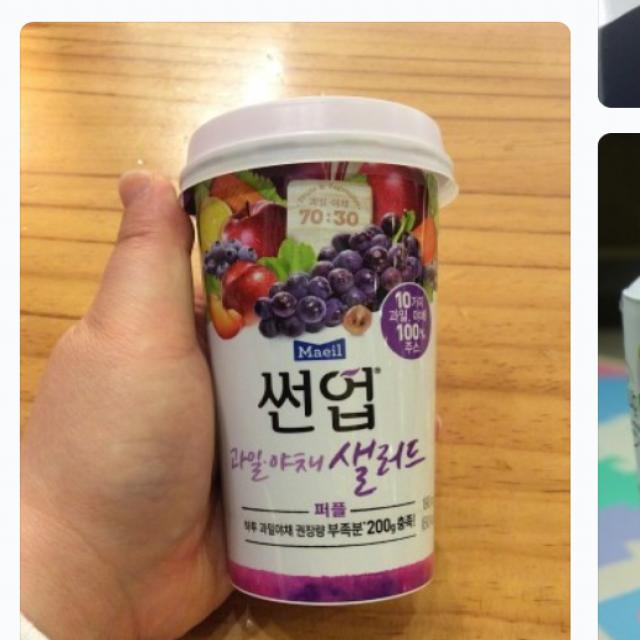 과일·야채
70:30
10가지
과일, 야채
100%
주스
Maeil
썬업
과일·야채 샐러드
퍼플
하루 과일야채 권장량 부족분 200g 충족!